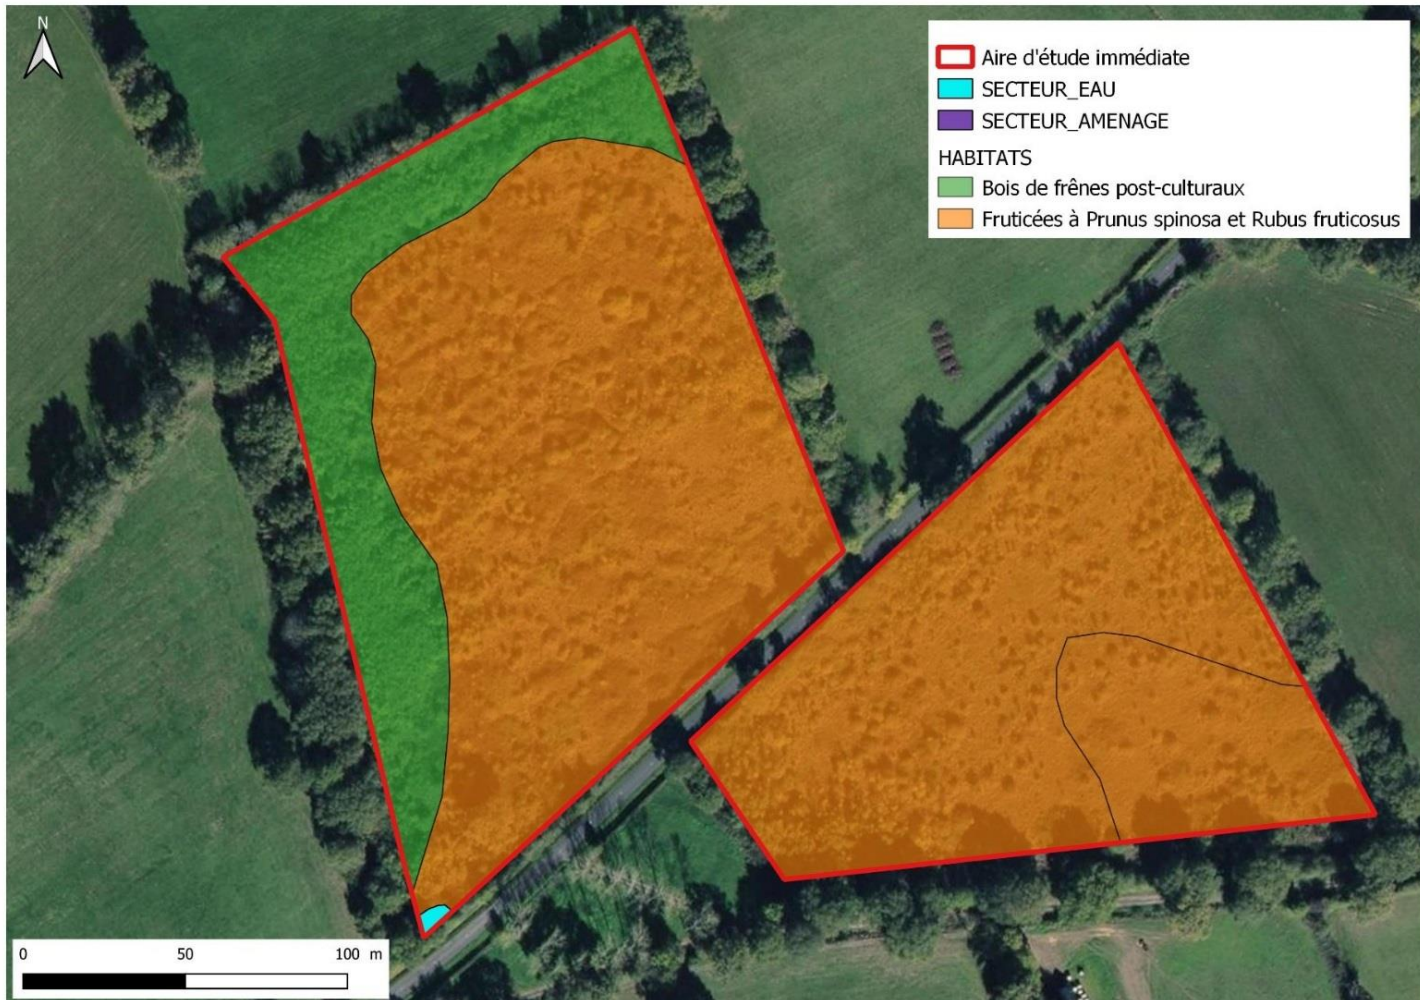 N
Aire d'étude immédiate
SECTEUR_EAU
SECTEUR_AMENAGE
HABITATS
Bois de frênes post-culturaux
Fruticées à Prunus spinosa et Rubus fruticosus
0 50 100 m